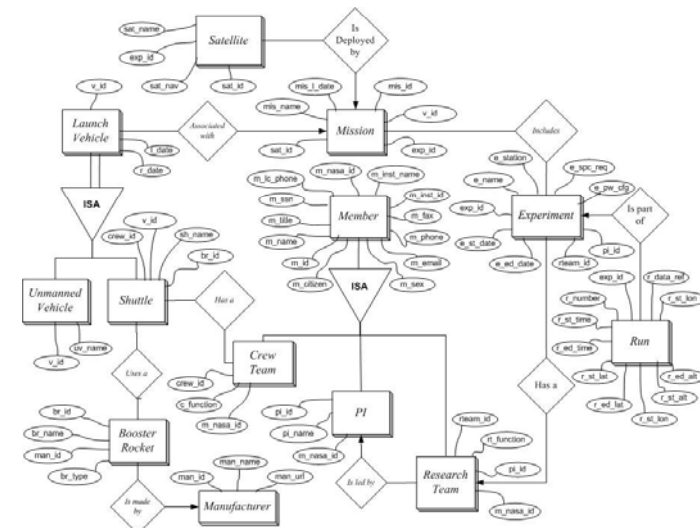 sat_name
Satellite
exp_id
sat_nav
sat_id
Is
Deployed
by
v_id
Launch
Vehicle
l_date
r_date
Associated
with
mis_l_date
mis_id
mis_name
Mission
v_id
sat_id
exp_id
Includes
m_nasa_id
m_inst_name
m_lc_phone
m_inst_id
m_ssn
Member
m_fax
m_title
m_phone
m_name
m_email
m_id
m_sex
m_citizen
e_station
e_spc_req
e_name
e_pw_cfg
exp_id
Experiment
e_st_date
pi_id
e_ed_date
rteam_id
Is part
of
ISA
v_id
crew_id
sh_name
br_id
Unmanned
Vehicle
Shuttle
uv_name
v_id
Has a
ISA
exp_id
r_data_ref
r_number
r_st_lon
r_st_time
Run
r_ed_time
r_ed_alt
r_st_lat
r_st_alt
r_ed_lat
r_st_lon
Crew
Team
crew_id
c_function
m_nasa_id
Uses a
Has a
pi_id
PI
pi_name
m_nasa_id
br_id
br_name
Booster
Rocket
man_id
br_type
rteam_id
rt_function
pi_id
Research
Team
m_nasa_id
Is led
by
Is made
by
man_name
man_id
man_url
Manufacturer